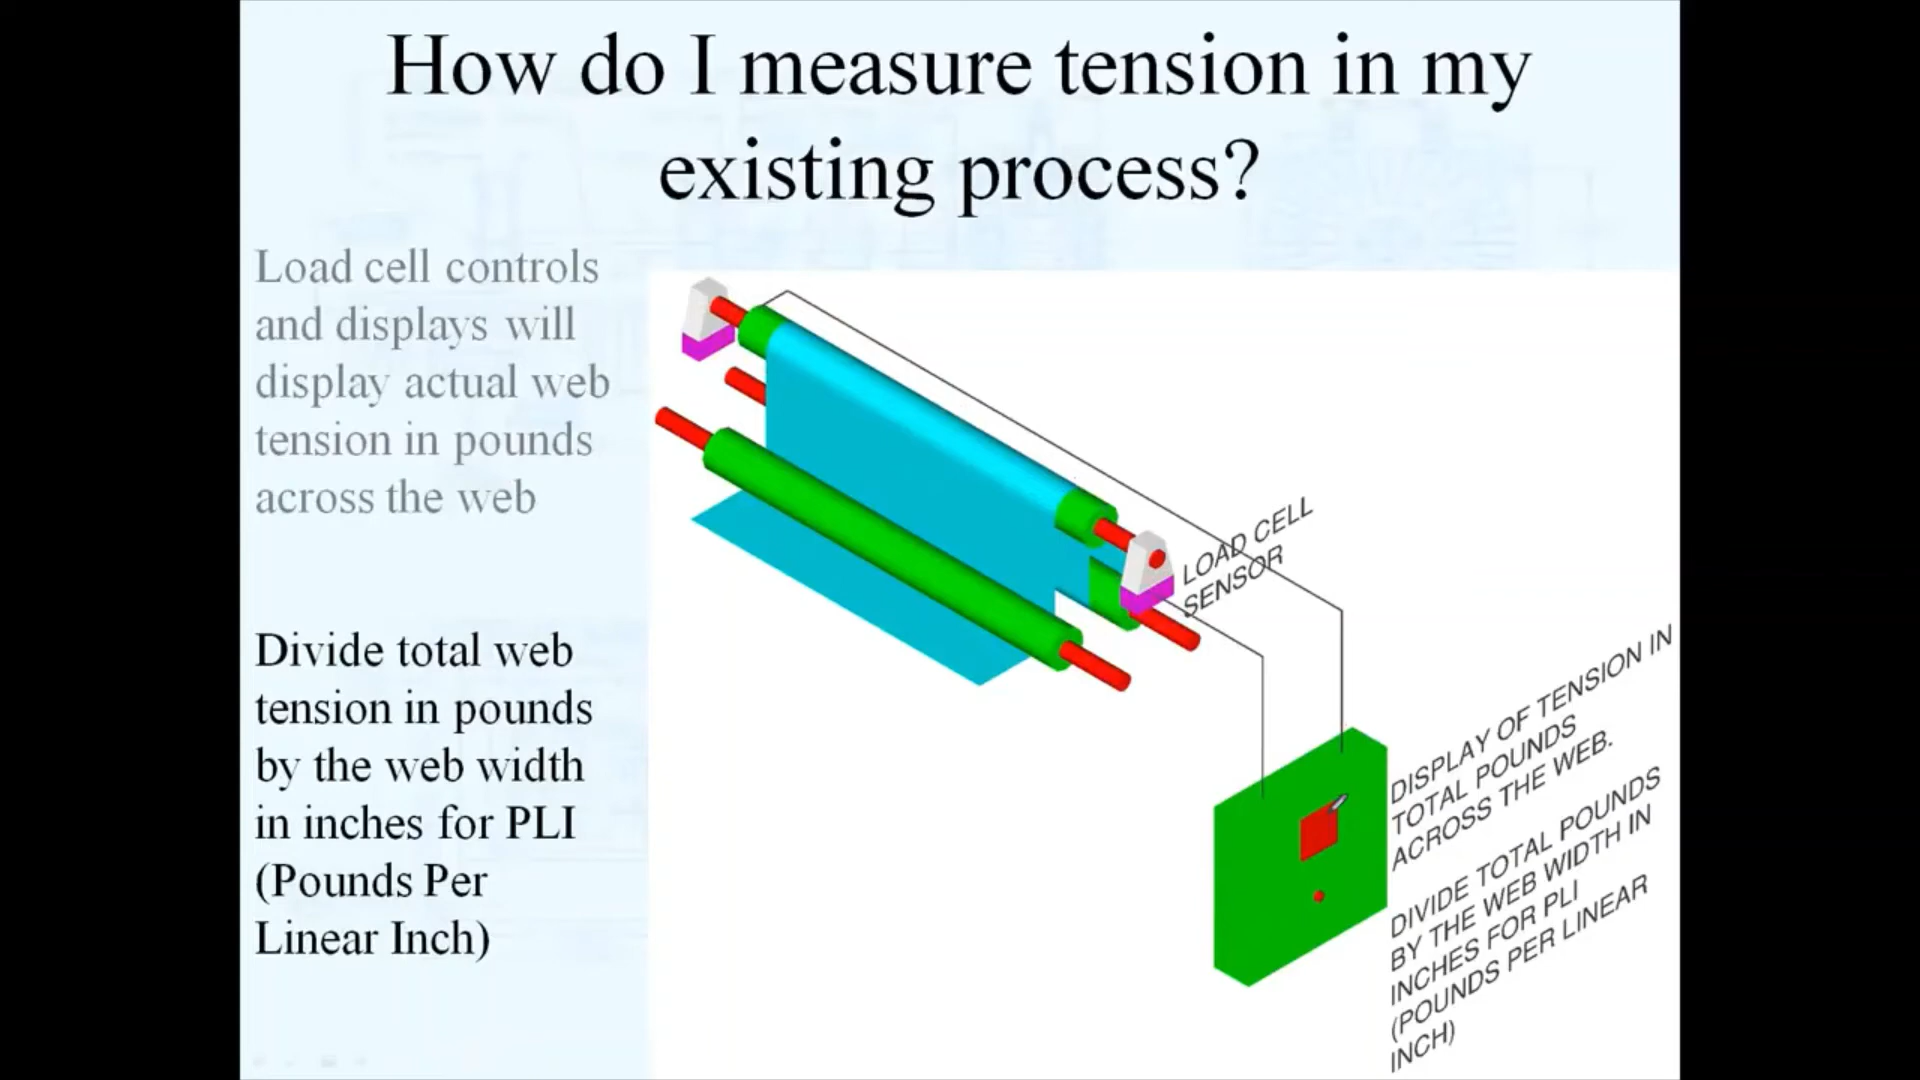 How do I measure tension in my
existing process?
Load cell controls
and displays will
display actual web
tension in pounds
across the web
Divide total web
tension in pounds
by the web width
in inches for PLI
(Pounds Per
Linear Inch)
LOAD CELL
SENSOR
DISPLAY OF TENSION IN
TOTAL POUNDS
ACROSS THE WEB.
DIVIDE TOTAL POUNDS
BY THE WEB WIDTH IN
INCHES FOR PLI
(POUNDS PER LINEAR
INCH)